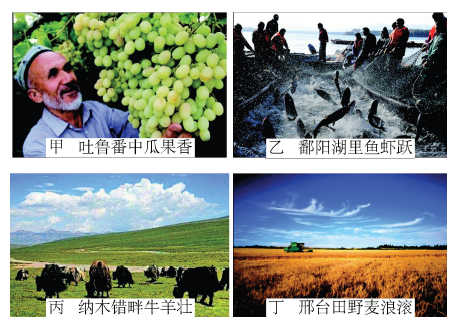 甲 吐鲁番中瓜果香
乙 鄱阳湖里鱼虾跃
丙 纳木错畔牛羊壮
丁 邢台田野麦浪滚